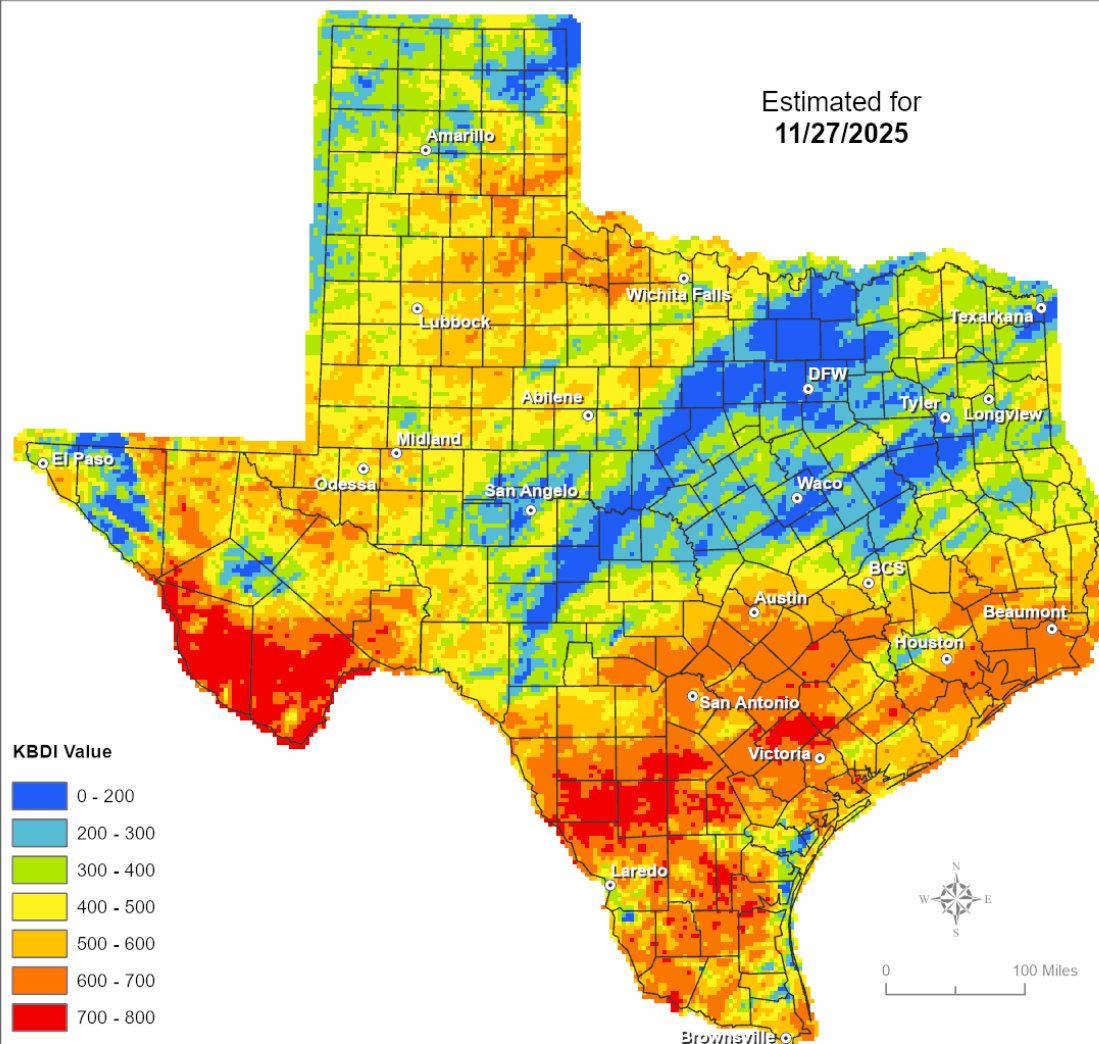 Estimated for
11/27/2025
Amarillo
Wichita Falls
Lubbock
Texarkana
DFW
Abilene
Tyler
Longview
Midland
El Paso
Odessa
San Angelo
Waco
BCS
Austin
Beaumont
Houston
San Antonio
Victoria
Laredo
Brownsville
KBDI Value
0 - 200
200 - 300
300 - 400
400 - 500
500 - 600
600 - 700
700 - 800
N
W E
S
0 100 Miles